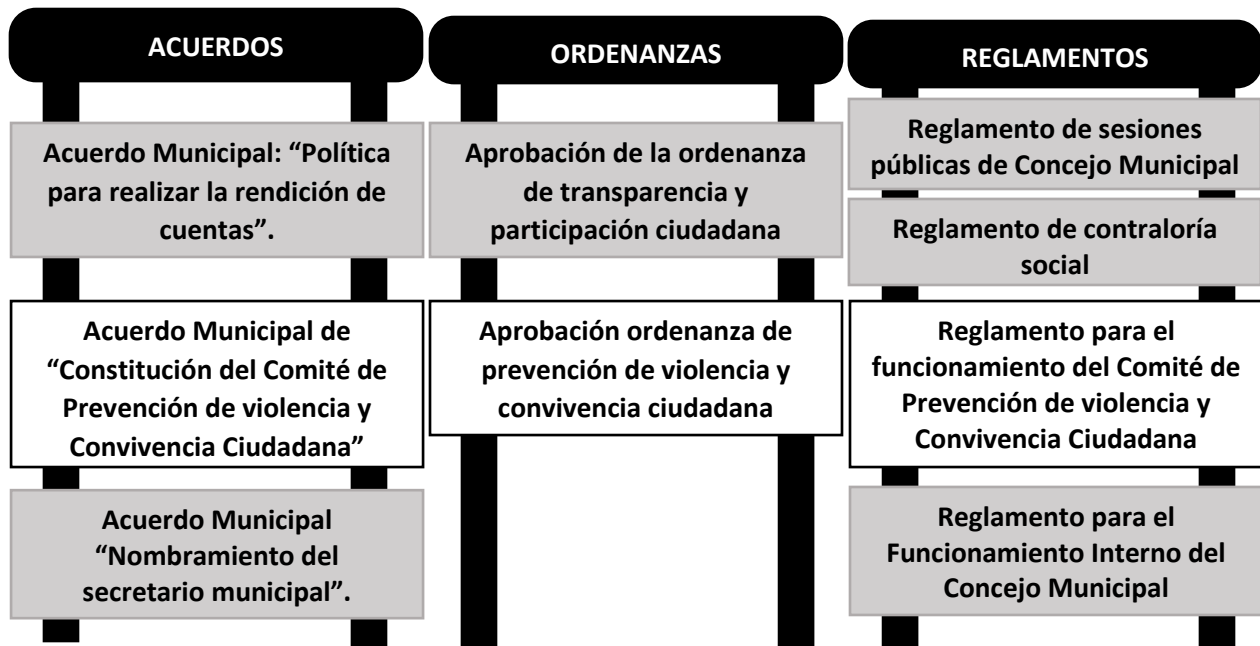 ACUERDOS
Acuerdo Municipal: “Política
para realizar la rendición de
cuentas”.
Acuerdo Municipal de
“Constitución del Comité de
Prevención de violencia y
Convivencia Ciudadana”
Acuerdo Municipal
“Nombramiento del
secretario municipal”.
ORDENANZAS
Aprobación de la ordenanza
de transparencia y
participación ciudadana
Aprobación ordenanza de
prevención de violencia y
convivencia ciudadana
REGLAMENTOS
Reglamento de sesiones
públicas de Concejo Municipal
Reglamento de contraloría
social
Reglamento para el
funcionamiento del Comité de
Prevención de violencia y
Convivencia Ciudadana
Reglamento para el
Funcionamiento Interno del
Concejo Municipal